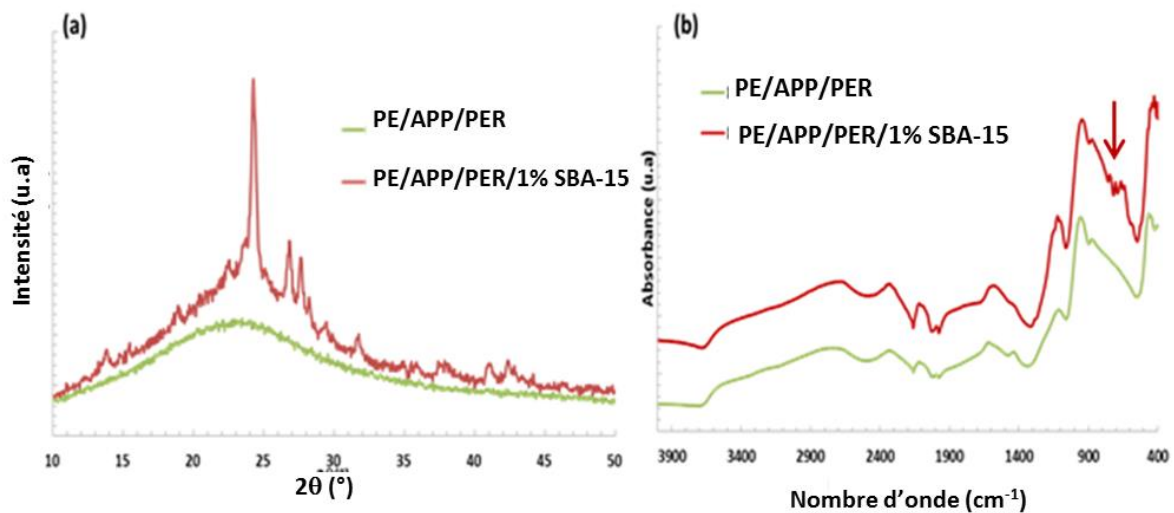 (a)
PE/APP/PER
PE/APP/PER/1% SBA-15
Intensité (u.a)
10 15 20 25 30 35 40 45 50
2θ (°)
(b)
PE/APP/PER
PE/APP/PER/1% SBA-15
Absorbance (u.a)
3900 3400 2900 2400 1900 1400 900 400
Nombre d'onde (cm⁻¹)